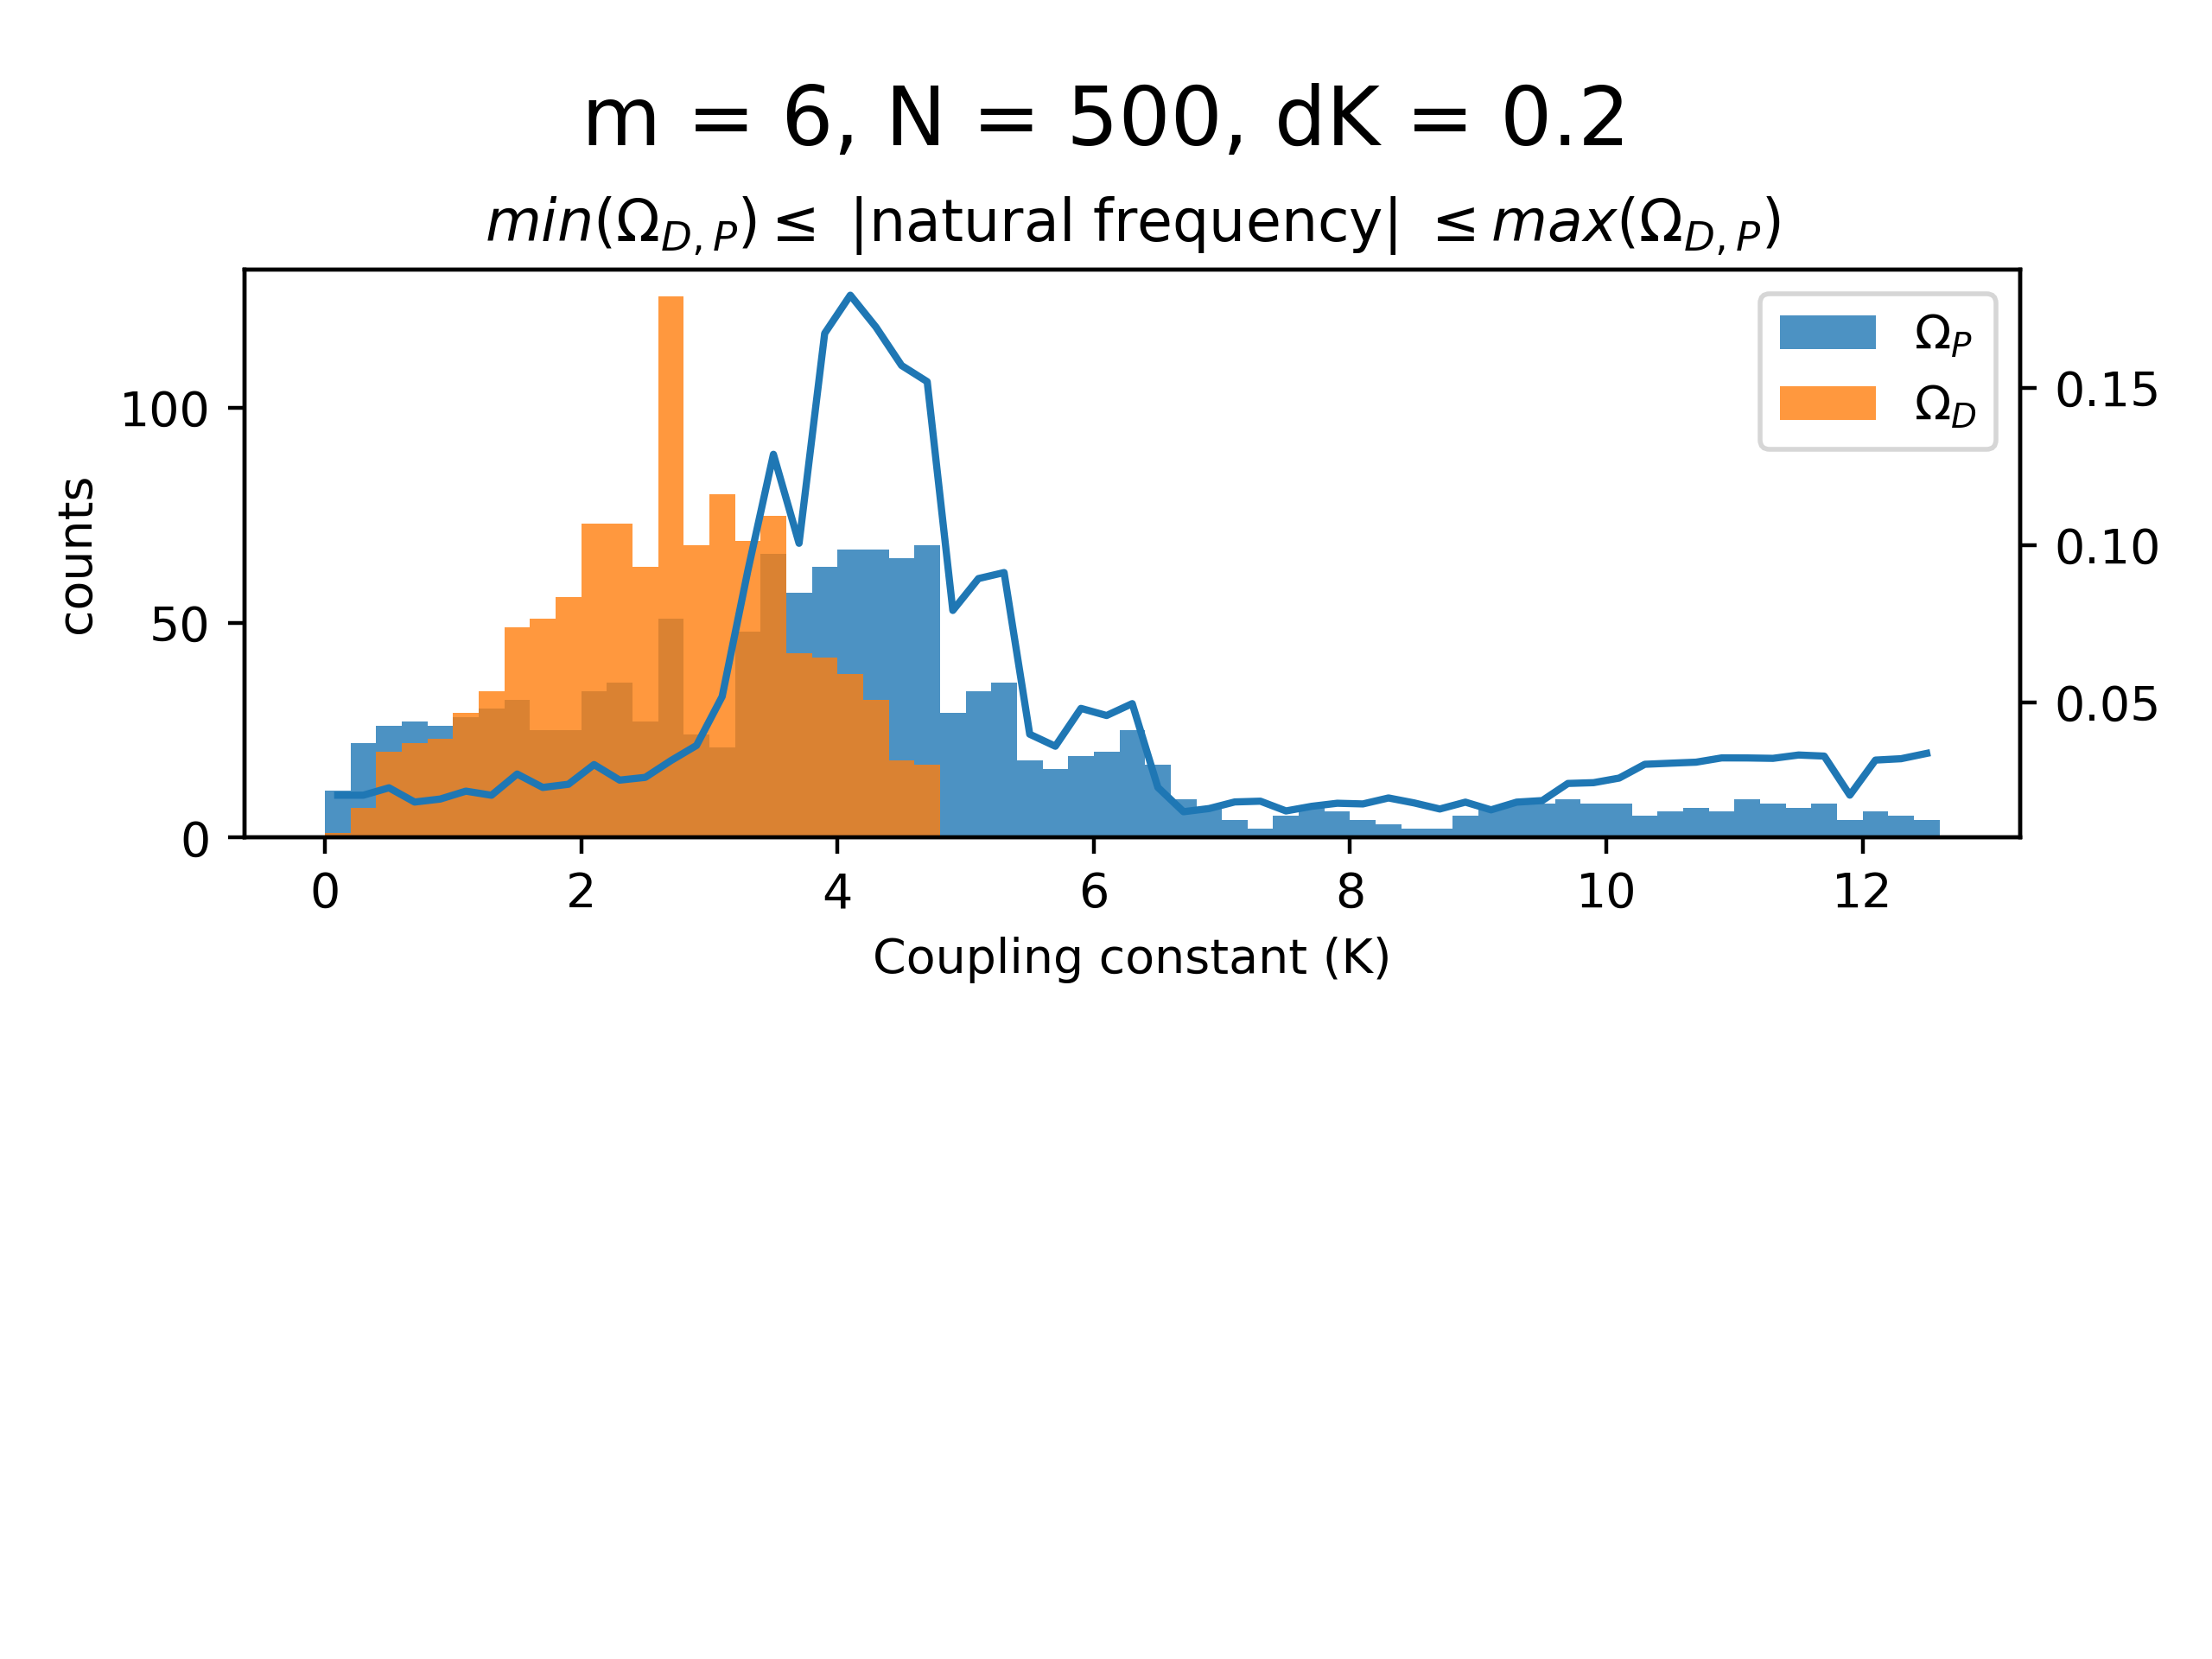 m = 6, N = 500, dK = 0.2
min(Ω_{D,P}) ≤ |natural frequency| ≤ max(Ω_{D,P})
Ω_P
Ω_D
counts
100
50
0
0.15
0.10
0.05
0 2 4 6 8 10 12
Coupling constant (K)